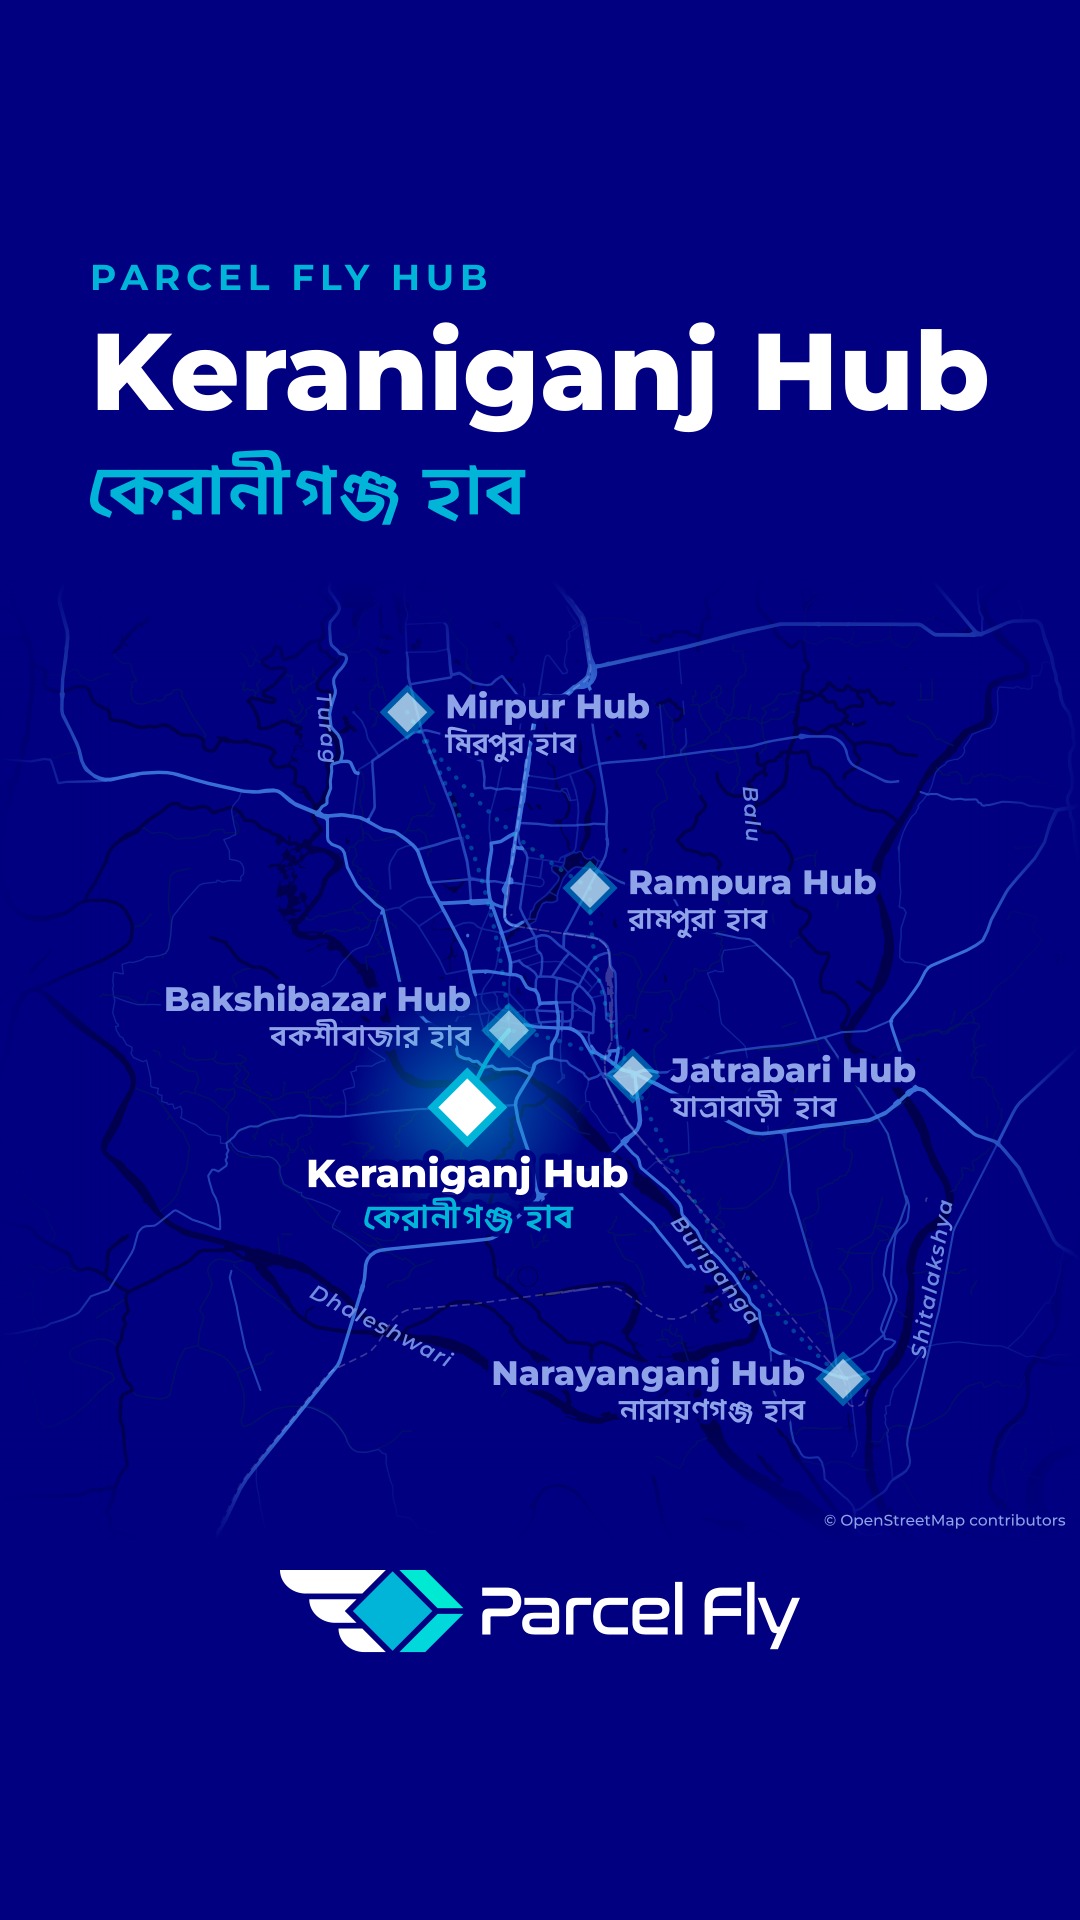 PARCEL FLY HUB
Keraniganj Hub
কেরানীগঞ্জ হাব
Turag
Mirpur Hub
মিরপুর হাব
Balu
Rampura Hub
রামপুরা হাব
Bakshibazar Hub
বকশীবাজার হাব
Jatrabari Hub
যাত্রাবাড়ী হাব
Keraniganj Hub
কেরানীগঞ্জ হাব
Buriganga
Shitalakshya
Dhaleshwari
Narayanganj Hub
নারায়ণগঞ্জ হাব
© OpenStreetMap contributors
Parcel Fly